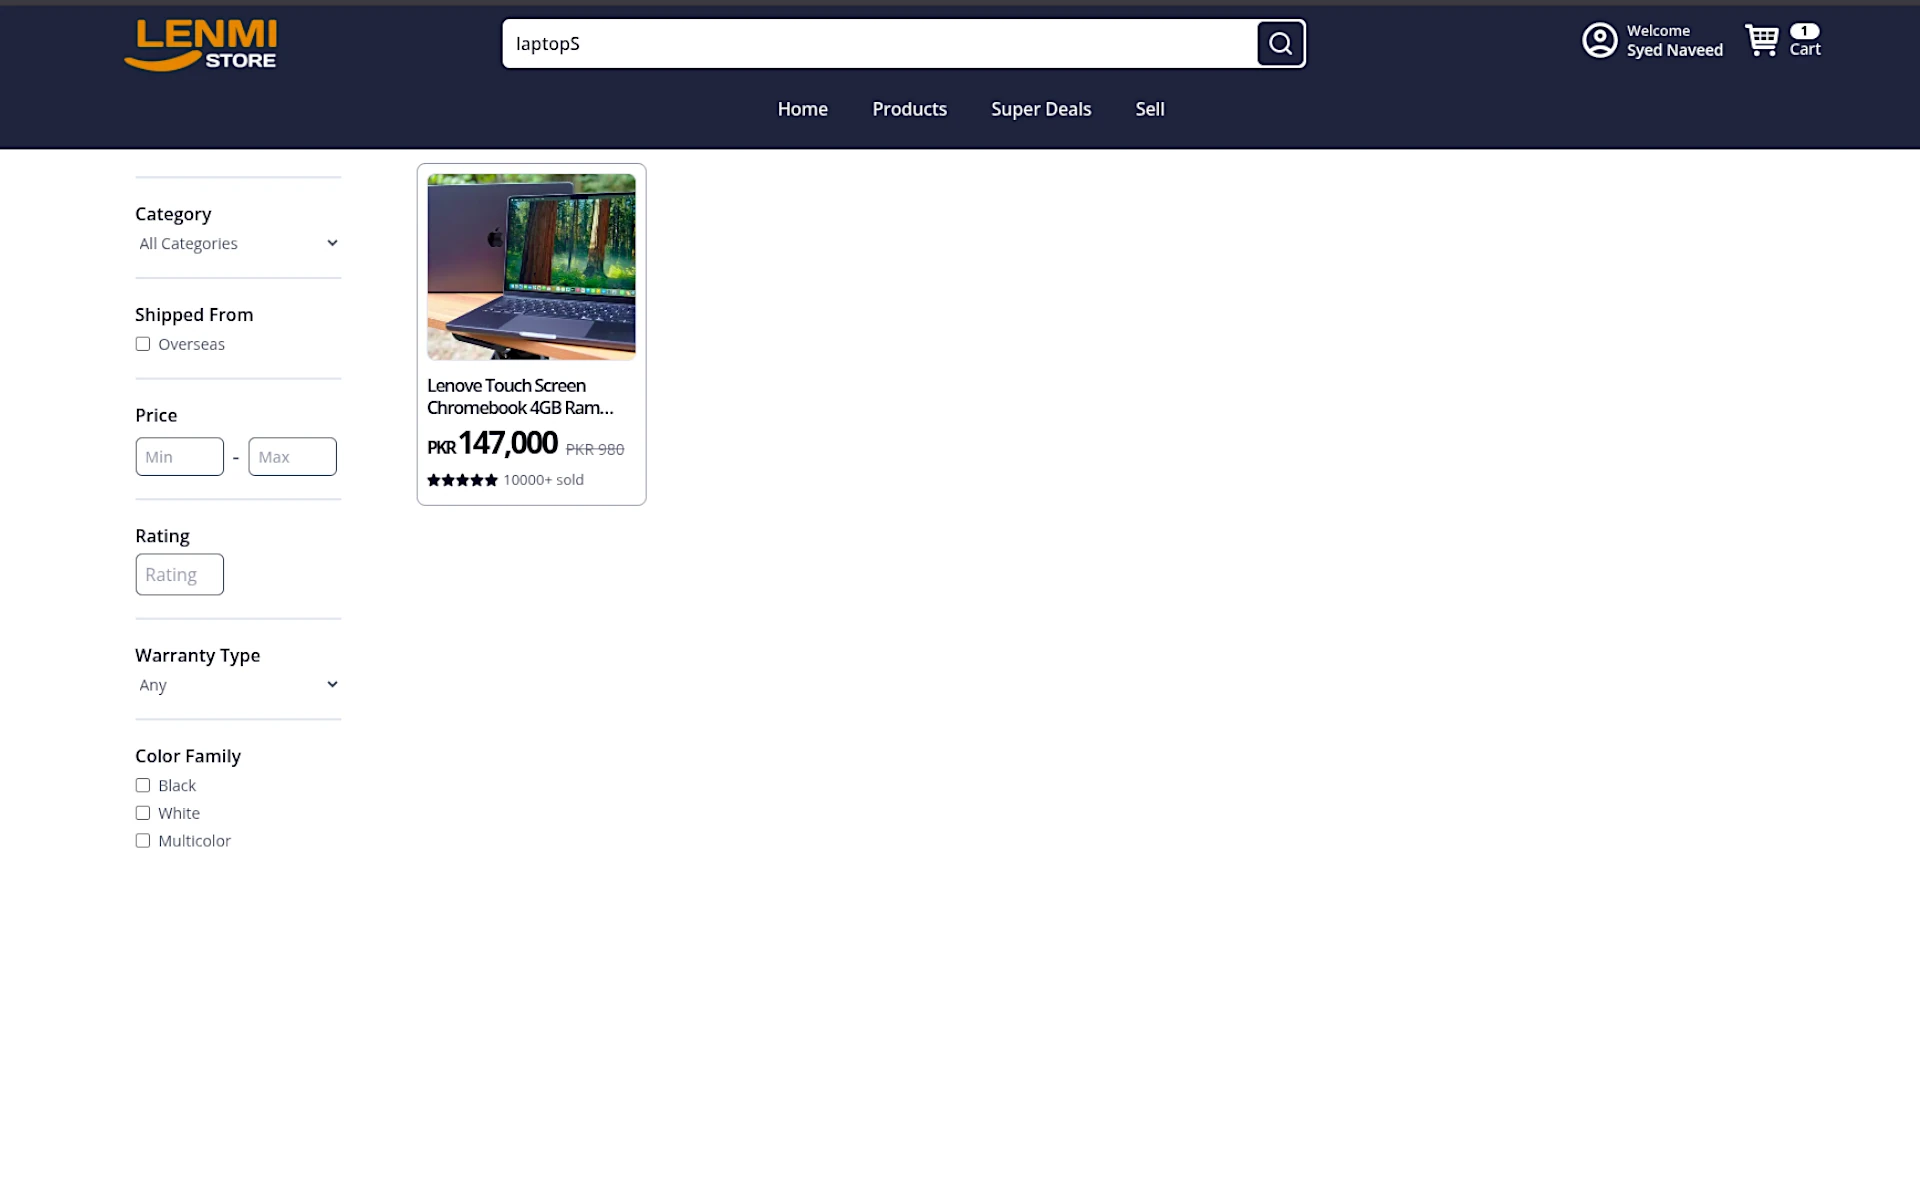 LENMI
STORE
laptopS
Welcome
Syed Naveed
1
Cart
Home
Products
Super Deals
Sell
Category
All Categories
Shipped From
Overseas
Price
Min
-
Max
Rating
Rating
Warranty Type
Any
Color Family
Black
White
Multicolor
Lenove Touch Screen
Chromebook 4GB Ram...
PKR 147,000 PKR 980
10000+ sold